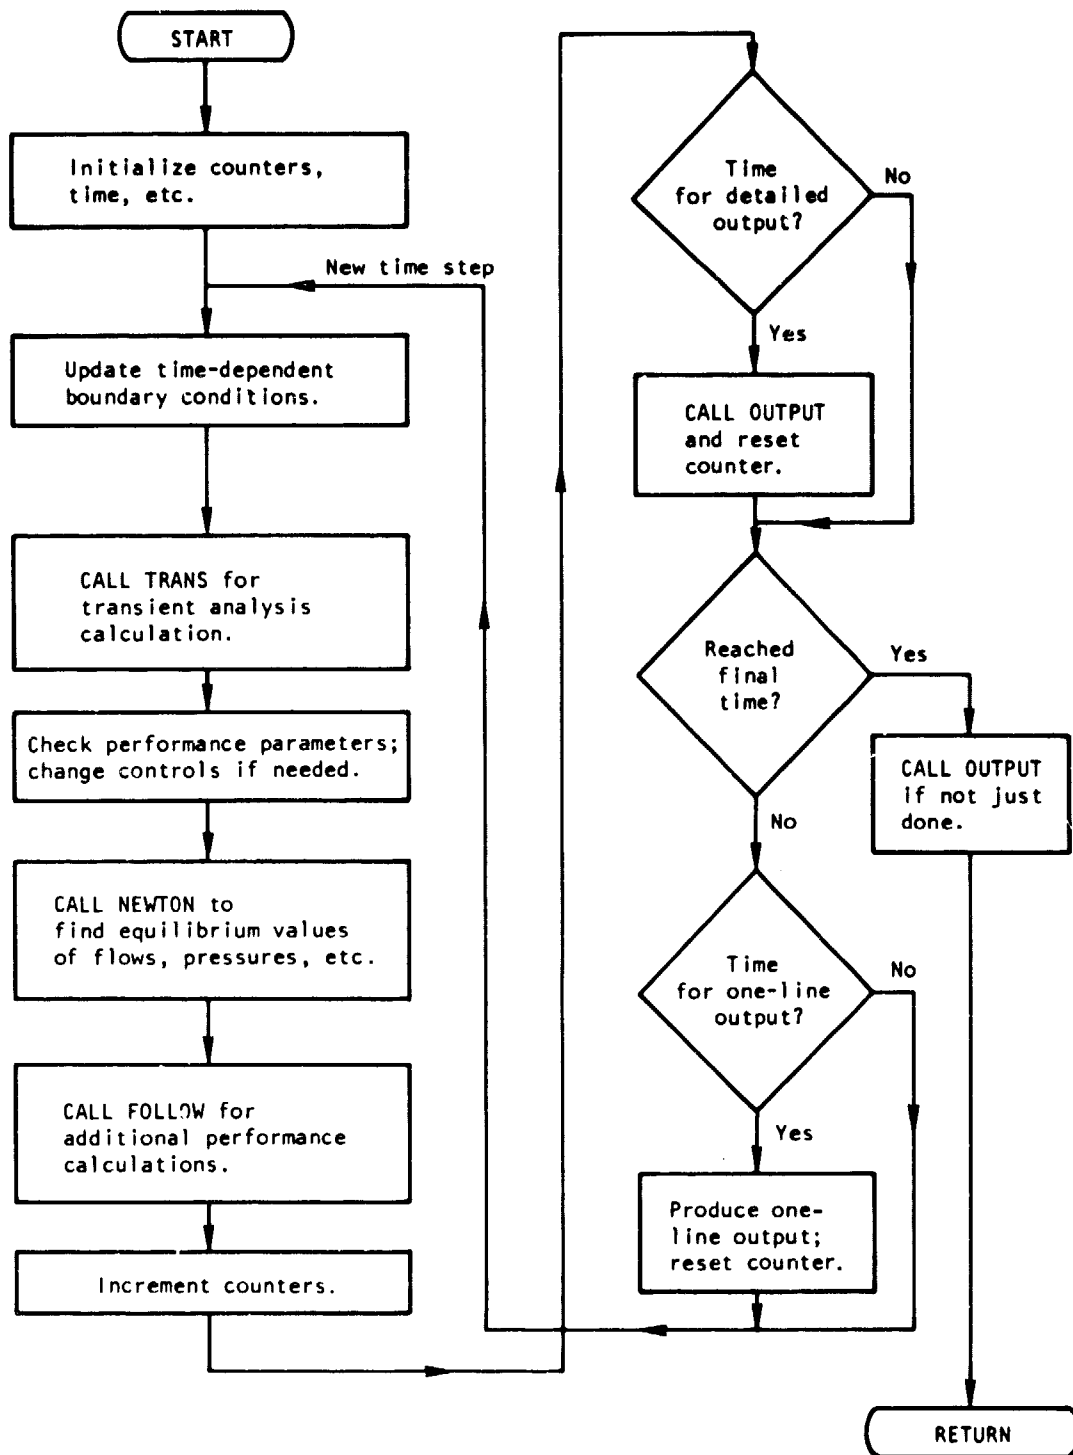 START
Initialize counters,
time, etc.
New time step
Update time-dependent
boundary conditions.
CALL TRANS for
transient analysis
calculation.
Check performance parameters;
change controls if needed.
CALL NEWTON to
find equilibrium values
of flows, pressures, etc.
CALL FOLLOW for
additional performance
calculations.
Increment counters.
Time
for detailed
output?
No
Yes
CALL OUTPUT
and reset
counter.
Reached
final
time?
Yes
CALL OUTPUT
if not just
done.
No
Time
for one-line
output?
No
Yes
Produce one-
line output;
reset counter.
RETURN